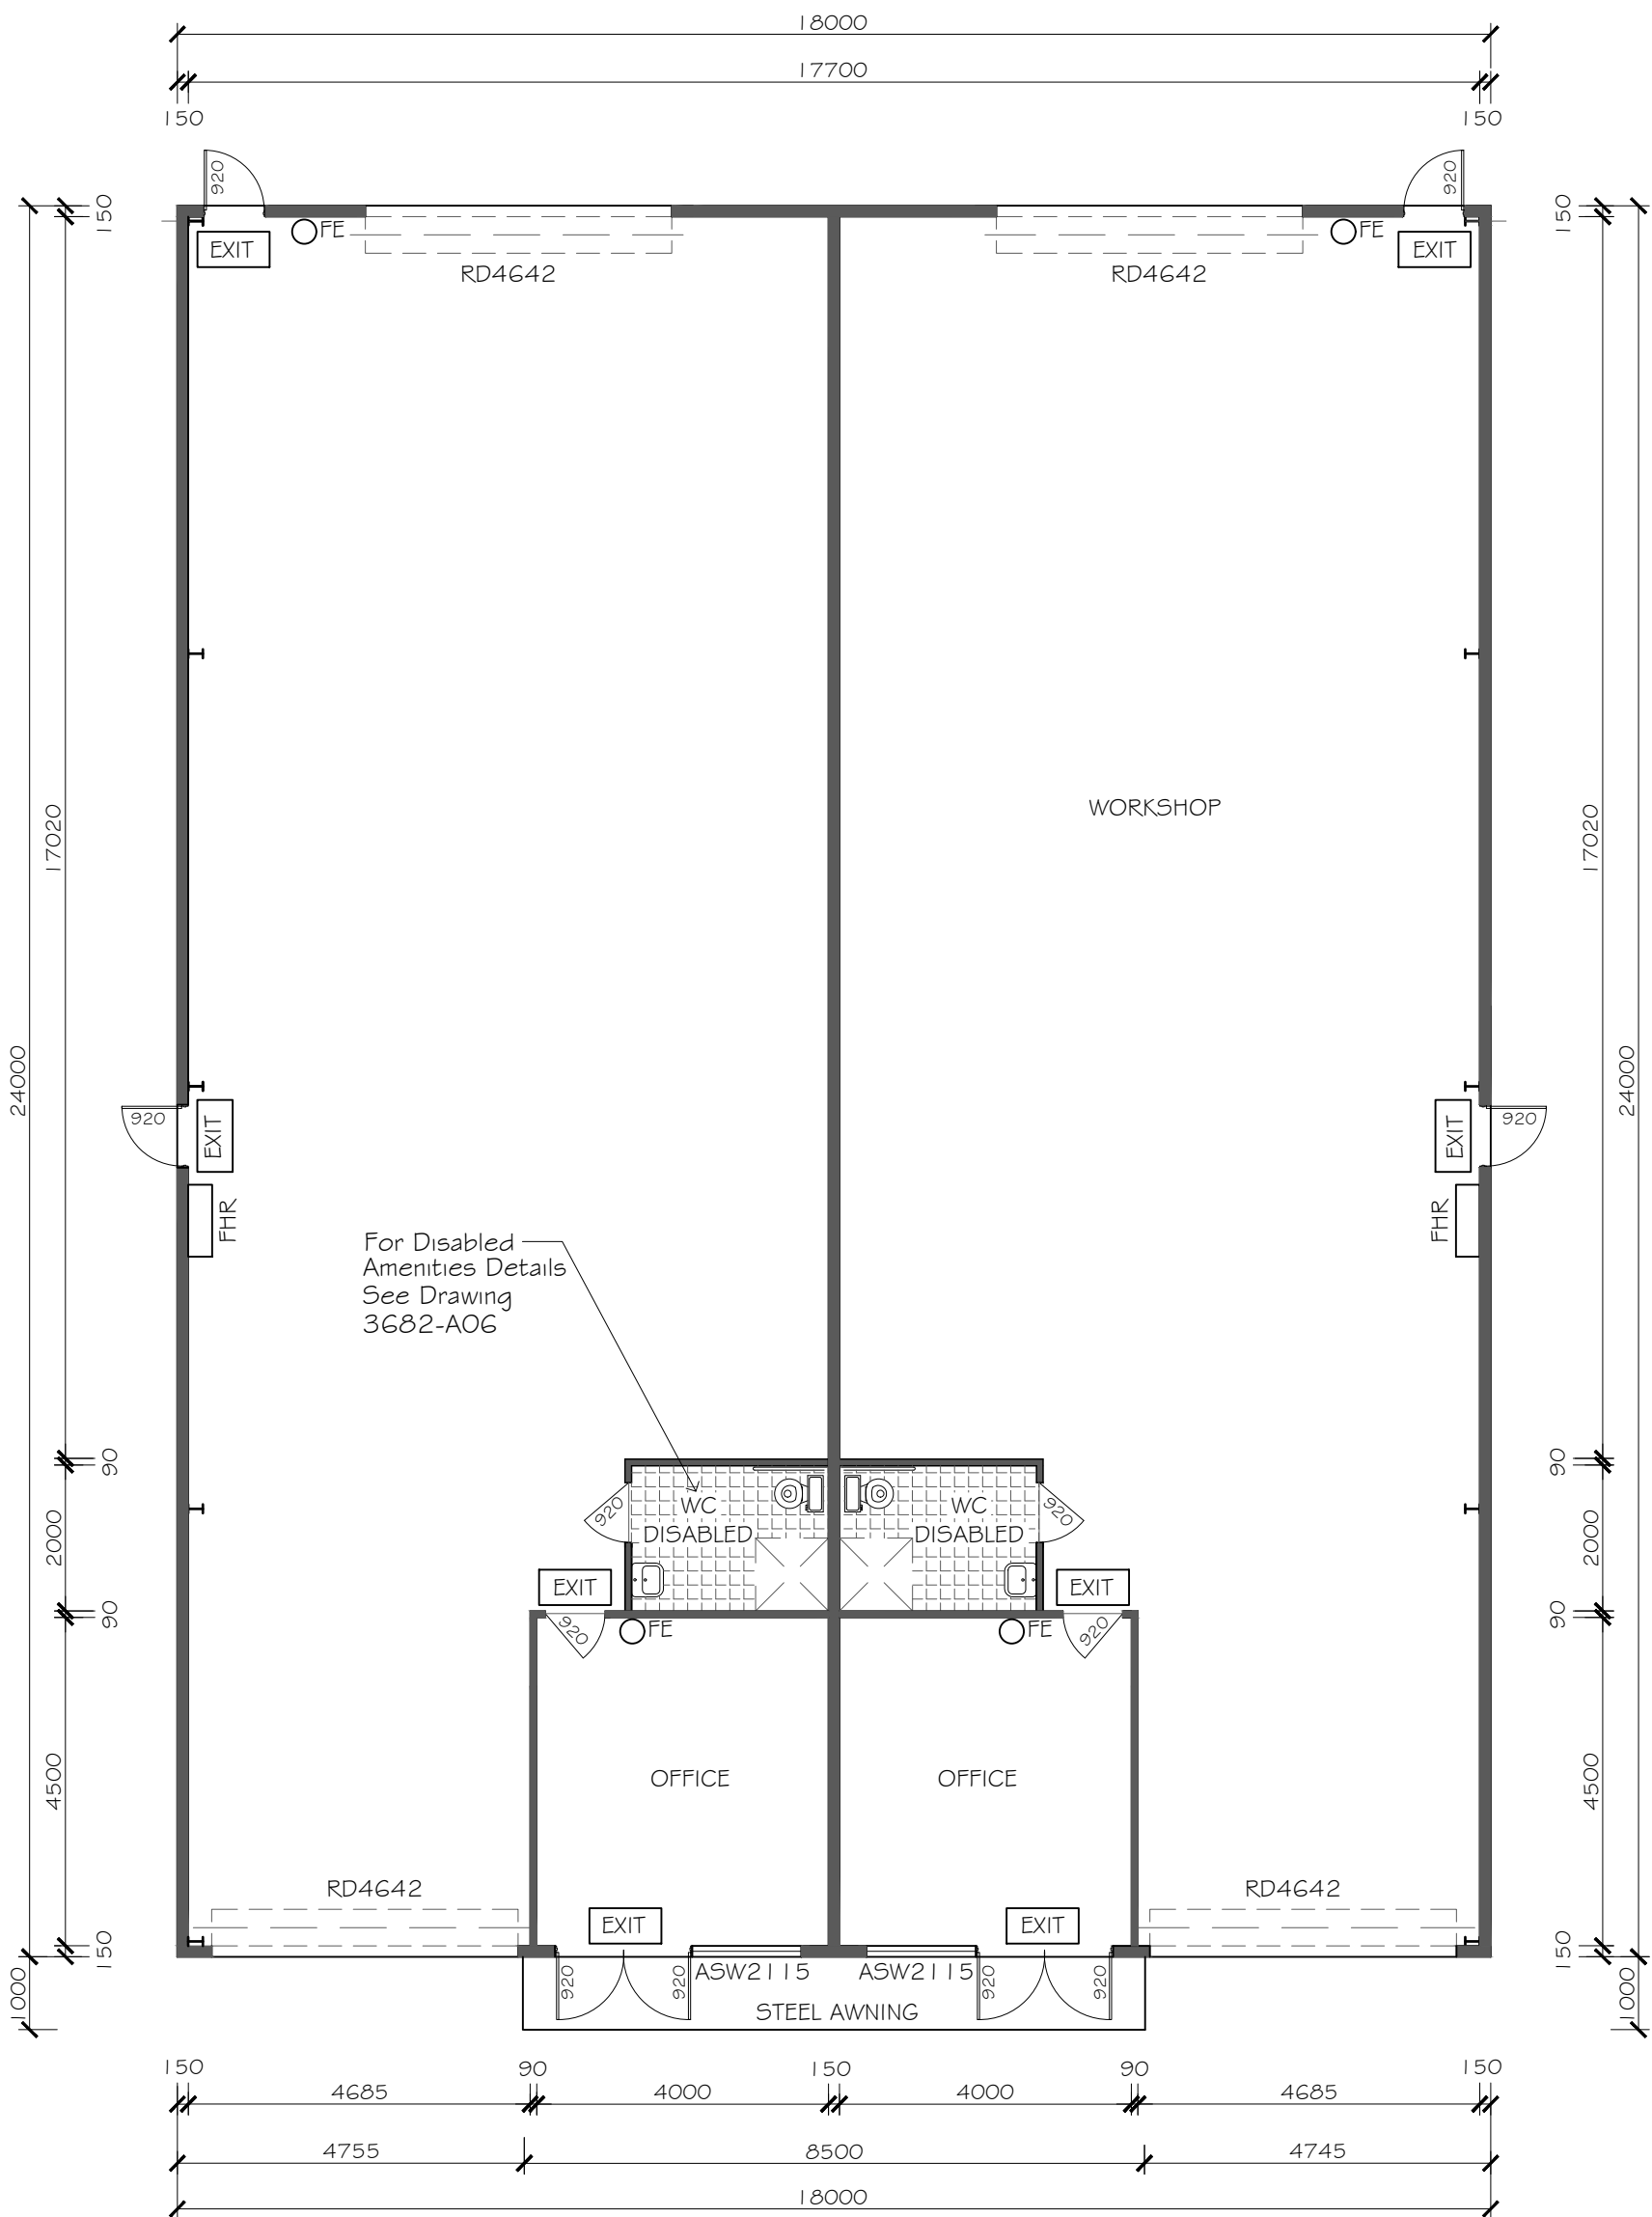 18000
17700
150 150
920 920
150 150
FE FE
EXIT EXIT
RD4642 RD4642
WORKSHOP
17020 17020
24000 24000
920 920
EXIT EXIT
FHR FHR
For Disabled
Amenities Details
See Drawing
3682-A06
90 90
WC WC
920 920
DISABLED DISABLED
2000 2000
EXIT EXIT
90 90
920 FE FE 920
OFFICE OFFICE
4500 4500
RD4642 RD4642
EXIT EXIT
150 150
ASW2115 ASW2115
920 920 920 920
1000 1000
STEEL AWNING
150 90 150 90 150
4685 4000 4000 4685
4755 8500 4745
18000